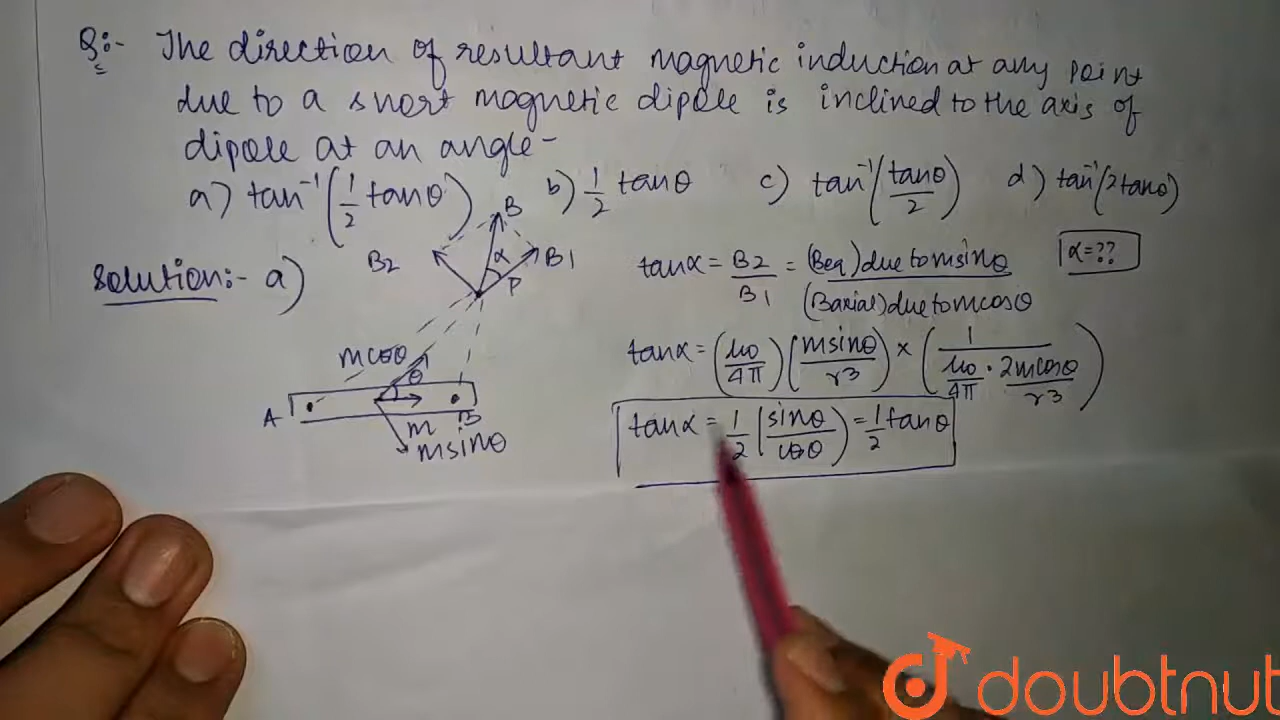 Q:- The direction of resultant magnetic induction at any point
due to a short magnetic dipole is inclined to the axis of
dipole at an angle-
a) tan⁻¹(1/2 tanθ) b) 1/2 tanθ c) tan⁻¹(tanθ/2) d) tan⁻¹(2tanθ)
Solution:- a)
B
B2
α
B1
P
mcosθ
θ
A
m
B
msinθ
tanα = B2/B1 = (Beq) due to msinθ/(Baxial) due to mcosθ
α=??
tanα = (μ0/4π)(msinθ/r3) × (1/(μ0/4π · 2mcosθ/r3))
tanα = 1/2 (sinθ/cosθ) = 1/2 tanθ
doubtnut